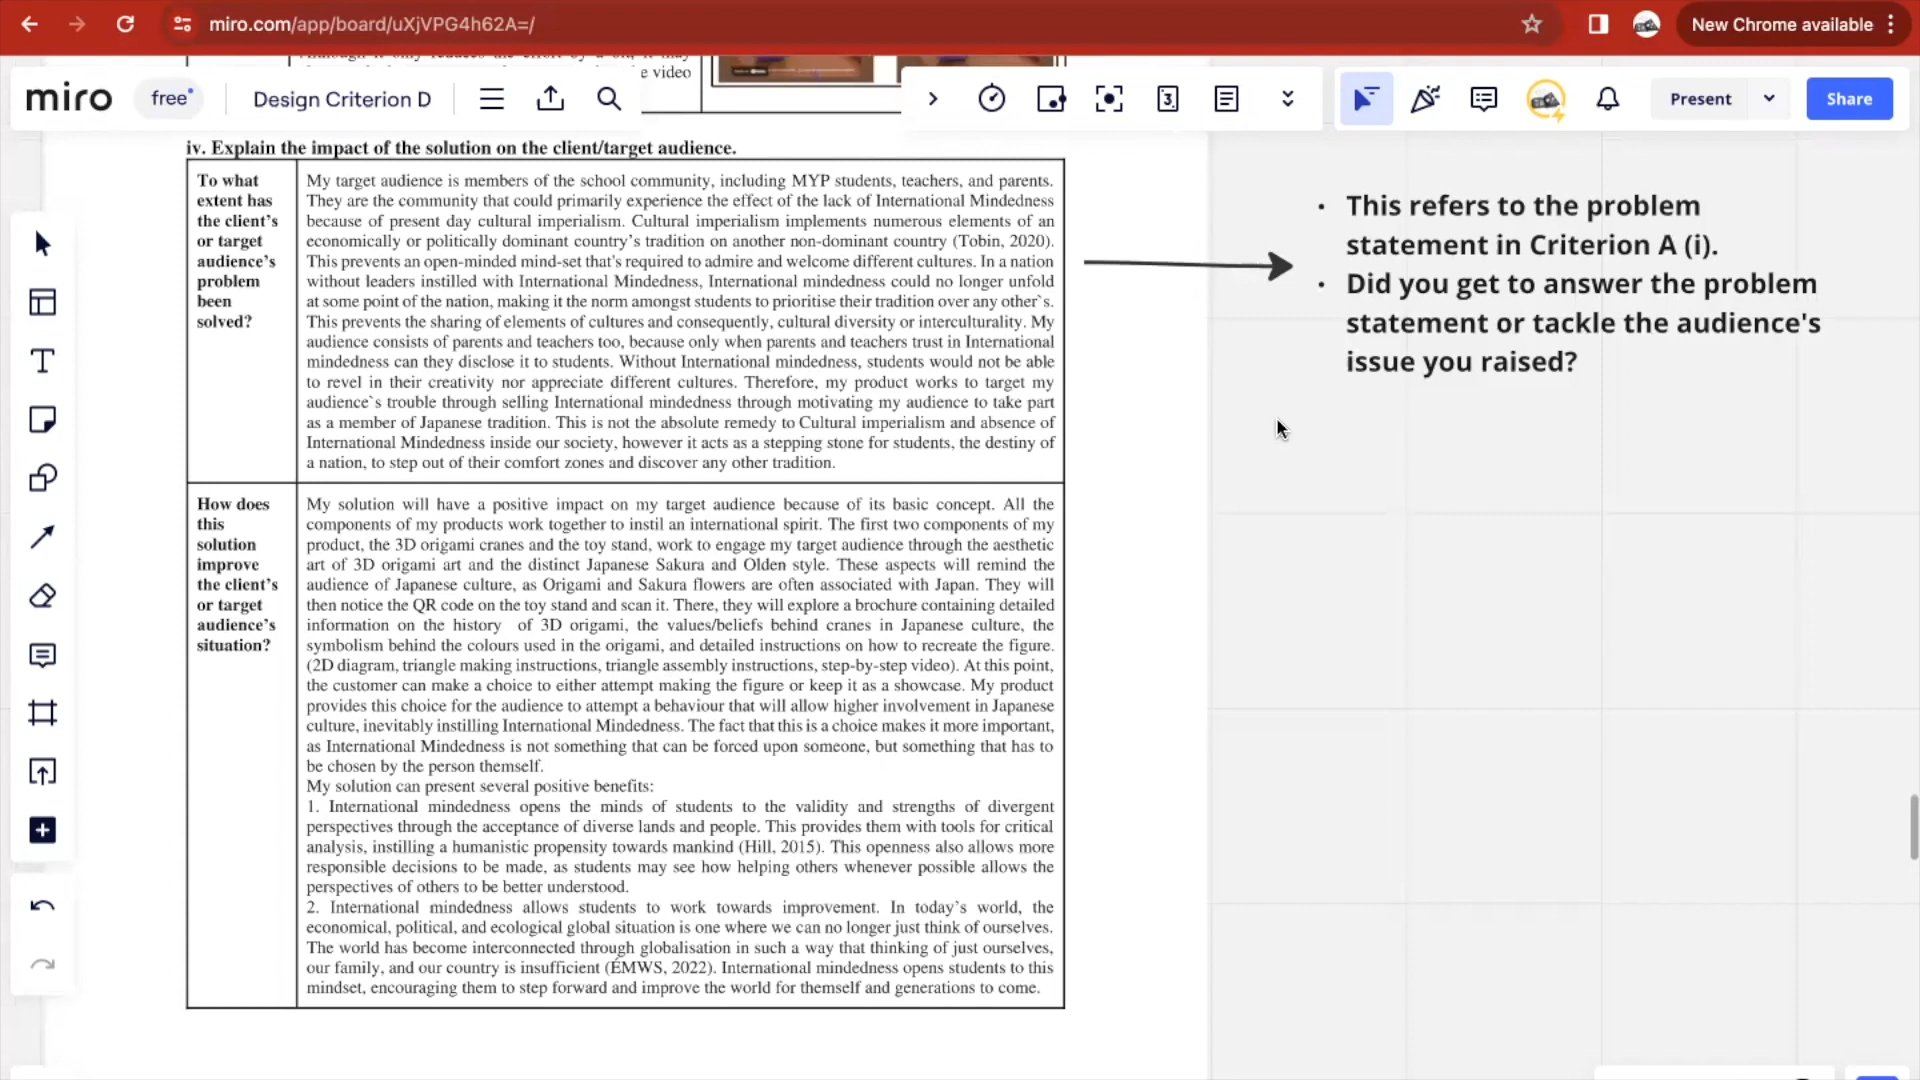 miro.com/app/board/uXjVPG4h62A=/
New Chrome available
e video
miro
free
Design Criterion D
3
Present
Share
iv. Explain the impact of the solution on the client/target audience.
To what
extent has
the client's
or target
audience's
problem
been
solved?
My target audience is members of the school community, including MYP students, teachers, and parents.
They are the community that could primarily experience the effect of the lack of International Mindedness
because of present day cultural imperialism. Cultural imperialism implements numerous elements of an
economically or politically dominant country's tradition on another non-dominant country (Tobin, 2020).
This prevents an open-minded mind-set that's required to admire and welcome different cultures. In a nation
without leaders instilled with International Mindedness, International mindedness could no longer unfold
at some point of the nation, making it the norm amongst students to prioritise their tradition over any other`s.
This prevents the sharing of elements of cultures and consequently, cultural diversity or interculturality. My
audience consists of parents and teachers too, because only when parents and teachers trust in International
mindedness can they disclose it to students. Without International mindedness, students would not be able
to revel in their creativity nor appreciate different cultures. Therefore, my product works to target my
audience`s trouble through selling International mindedness through motivating my audience to take part
as a member of Japanese tradition. This is not the absolute remedy to Cultural imperialism and absence of
International Mindedness inside our society, however it acts as a stepping stone for students, the destiny of
a nation, to step out of their comfort zones and discover any other tradition.
How does
this
solution
improve
the client's
or target
audience's
situation?
My solution will have a positive impact on my target audience because of its basic concept. All the
components of my products work together to instil an international spirit. The first two components of my
product, the 3D origami cranes and the toy stand, work to engage my target audience through the aesthetic
art of 3D origami art and the distinct Japanese Sakura and Olden style. These aspects will remind the
audience of Japanese culture, as Origami and Sakura flowers are often associated with Japan. They will
then notice the QR code on the toy stand and scan it. There, they will explore a brochure containing detailed
information on the history of 3D origami, the values/beliefs behind cranes in Japanese culture, the
symbolism behind the colours used in the origami, and detailed instructions on how to recreate the figure.
(2D diagram, triangle making instructions, triangle assembly instructions, step-by-step video). At this point,
the customer can make a choice to either attempt making the figure or keep it as a showcase. My product
provides this choice for the audience to attempt a behaviour that will allow higher involvement in Japanese
culture, inevitably instilling International Mindedness. The fact that this is a choice makes it more important,
as International Mindedness is not something that can be forced upon someone, but something that has to
be chosen by the person themself.
My solution can present several positive benefits:
1. International mindedness opens the minds of students to the validity and strengths of divergent
perspectives through the acceptance of diverse lands and people. This provides them with tools for critical
analysis, instilling a humanistic propensity towards mankind (Hill, 2015). This openness also allows more
responsible decisions to be made, as students may see how helping others whenever possible allows the
perspectives of others to be better understood.
2. International mindedness allows students to work towards improvement. In today's world, the
economical, political, and ecological global situation is one where we can no longer just think of ourselves.
The world has become interconnected through globalisation in such a way that thinking of just ourselves,
our family, and our country is insufficient (ÉMWS, 2022). International mindedness opens students to this
mindset, encouraging them to step forward and improve the world for themself and generations to come.
• This refers to the problem
statement in Criterion A (i).
• Did you get to answer the problem
statement or tackle the audience's
issue you raised?